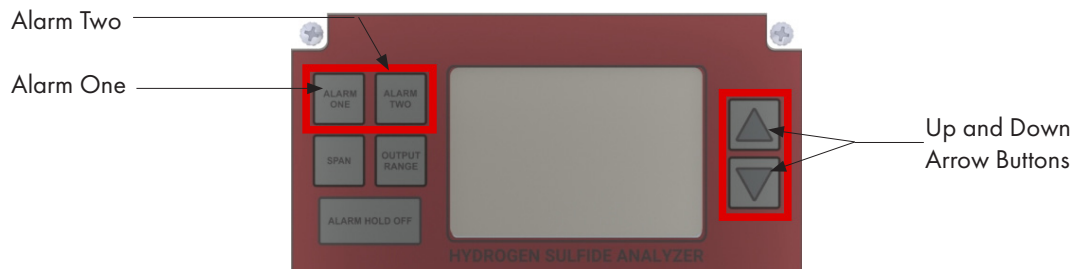 Alarm Two
Alarm One
ALARM
ONE
ALARM
TWO
SPAN
OUTPUT
RANGE
ALARM HOLD OFF
HYDROGEN SULFIDE ANALYZER
Up and Down
Arrow Buttons